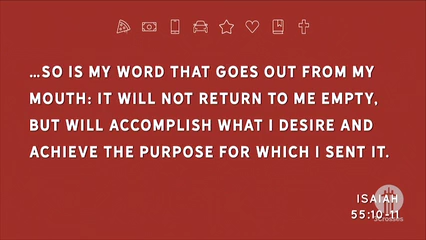 ...SO IS MY WORD THAT GOES OUT FROM MY
MOUTH: IT WILL NOT RETURN TO ME EMPTY,
BUT WILL ACCOMPLISH WHAT I DESIRE AND
ACHIEVE THE PURPOSE FOR WHICH I SENT IT.
ISAIAH
55:10-11